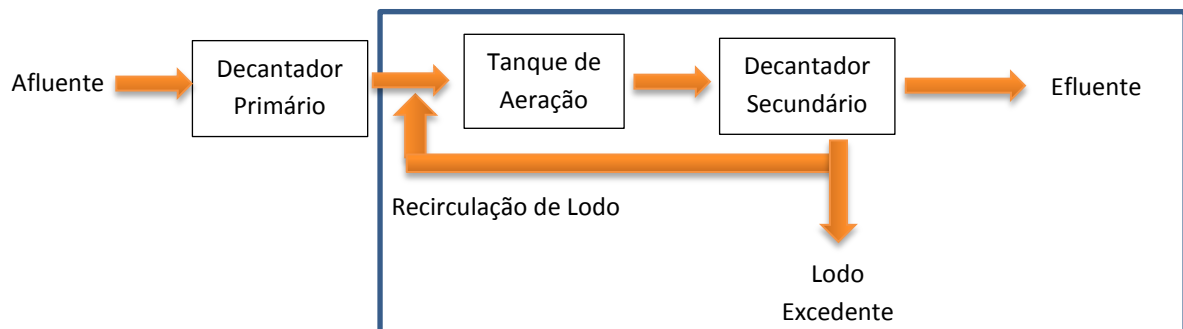 Afluente
Decantador
Primário
Tanque de
Aeração
Decantador
Secundário
Efluente
Recirculação de Lodo
Lodo
Excedente